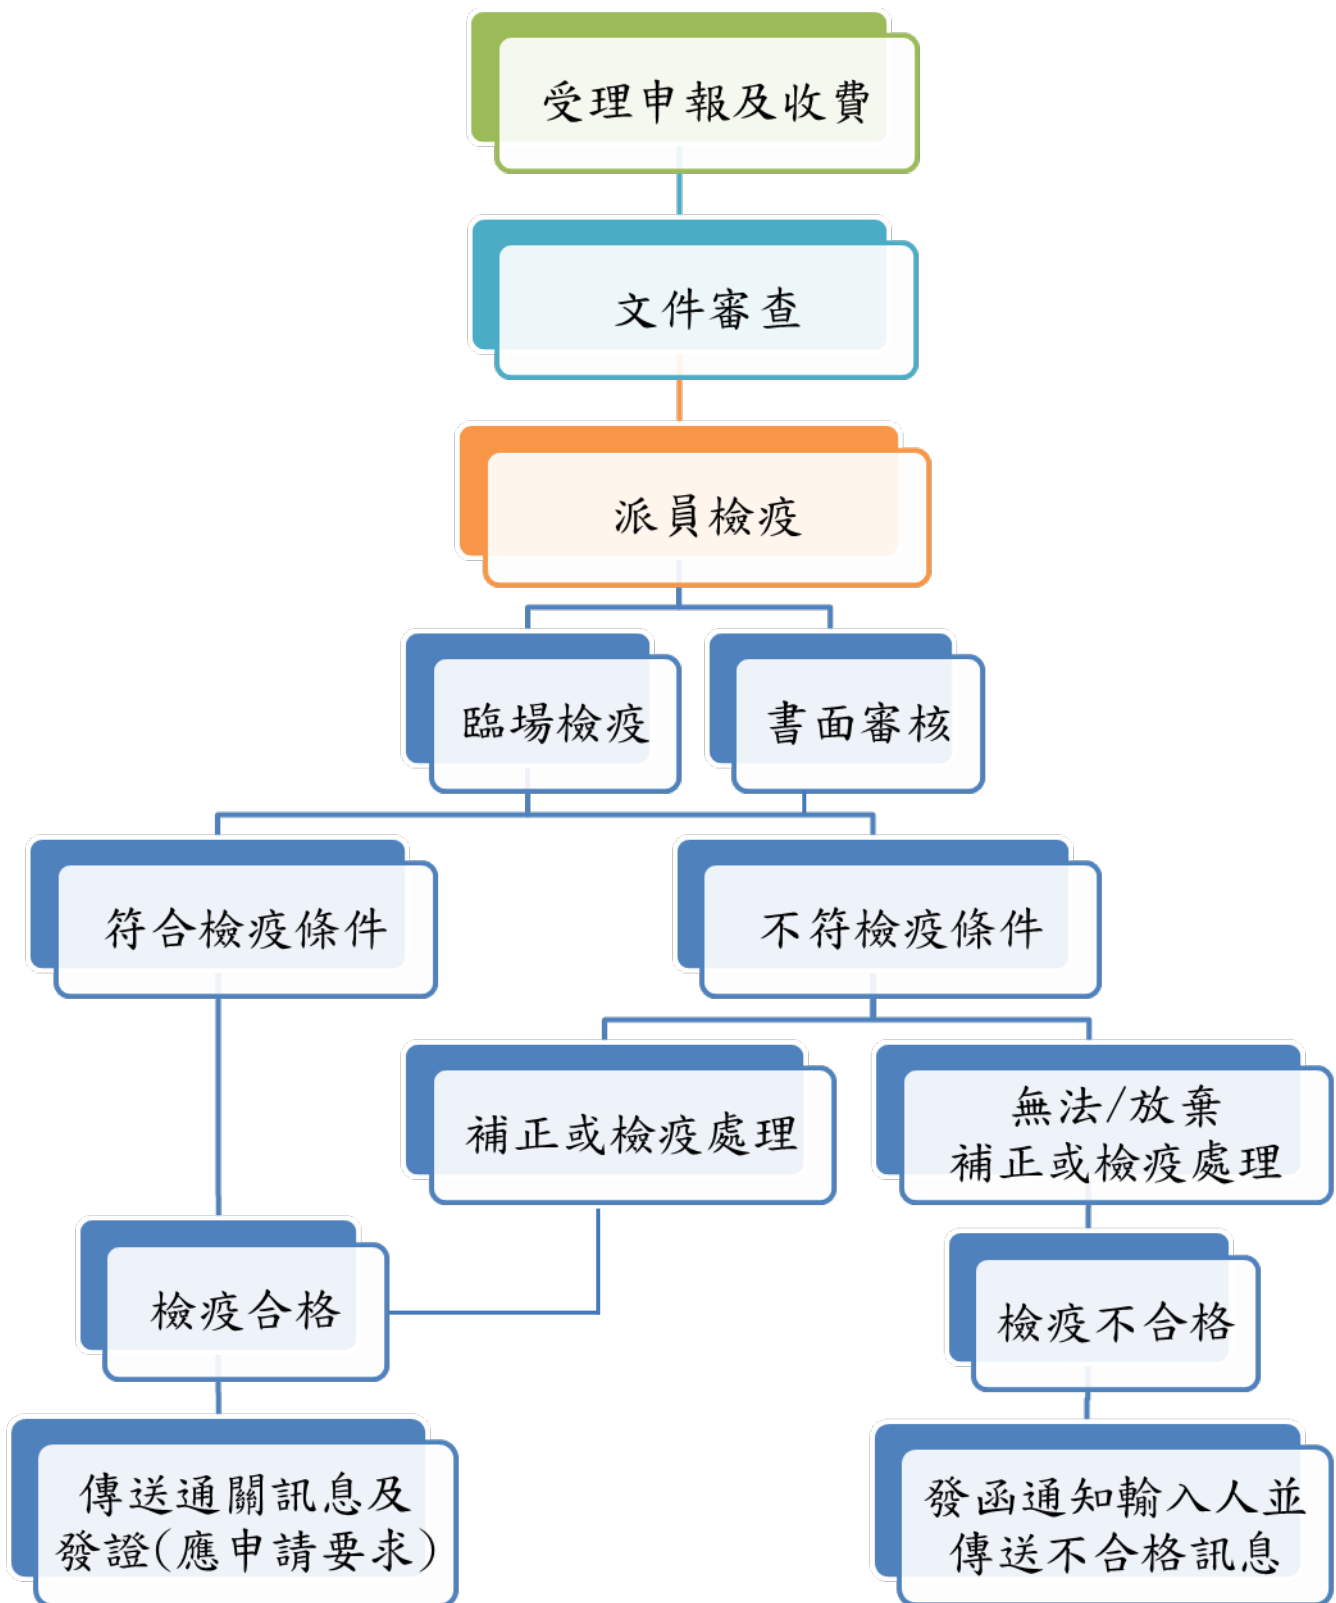 受理申報及收費
文件審查
派員檢疫
臨場檢疫
書面審核
符合檢疫條件
不符檢疫條件
補正或檢疫處理
無法/放棄
補正或檢疫處理
檢疫合格
檢疫不合格
傳送通關訊息及
發證(應申請要求)
發函通知輸入人並
傳送不合格訊息